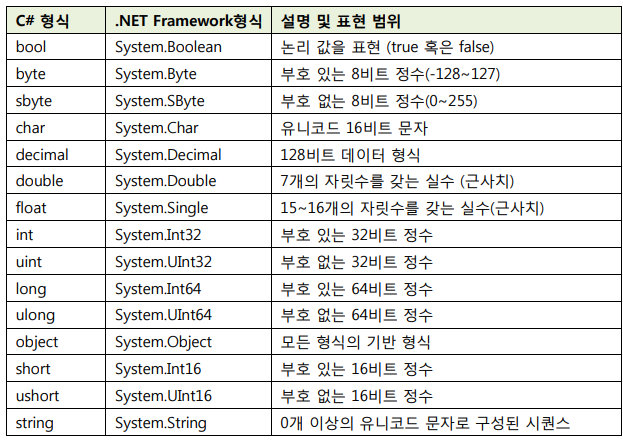 C# 형식 .NET Framework형식 설명 및 표현 범위
bool System.Boolean 논리 값을 표현 (true 혹은 false)
byte System.Byte 부호 있는 8비트 정수(-128~127)
sbyte System.SByte 부호 없는 8비트 정수(0~255)
char System.Char 유니코드 16비트 문자
decimal System.Decimal 128비트 데이터 형식
double System.Double 7개의 자릿수를 갖는 실수 (근사치)
float System.Single 15~16개의 자릿수를 갖는 실수(근사치)
int System.Int32 부호 있는 32비트 정수
uint System.UInt32 부호 없는 32비트 정수
long System.Int64 부호 있는 64비트 정수
ulong System.UInt64 부호 없는 64비트 정수
object System.Object 모든 형식의 기반 형식
short System.Int16 부호 있는 16비트 정수
ushort System.UInt16 부호 없는 16비트 정수
string System.String 0개 이상의 유니코드 문자로 구성된 시퀀스